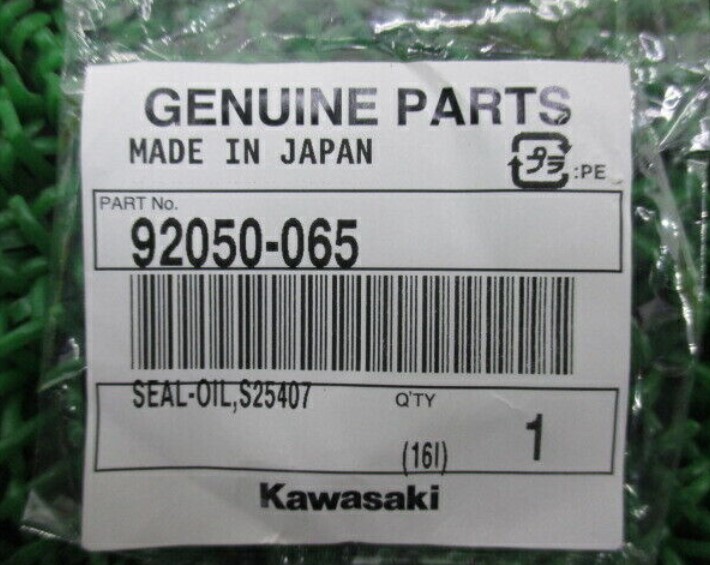 GENUINE PARTS
MADE IN JAPAN
プラ :PE
PART No.
92050-065
SEAL-OIL,S25407 Q'TY
(16I) 1
Kawasaki